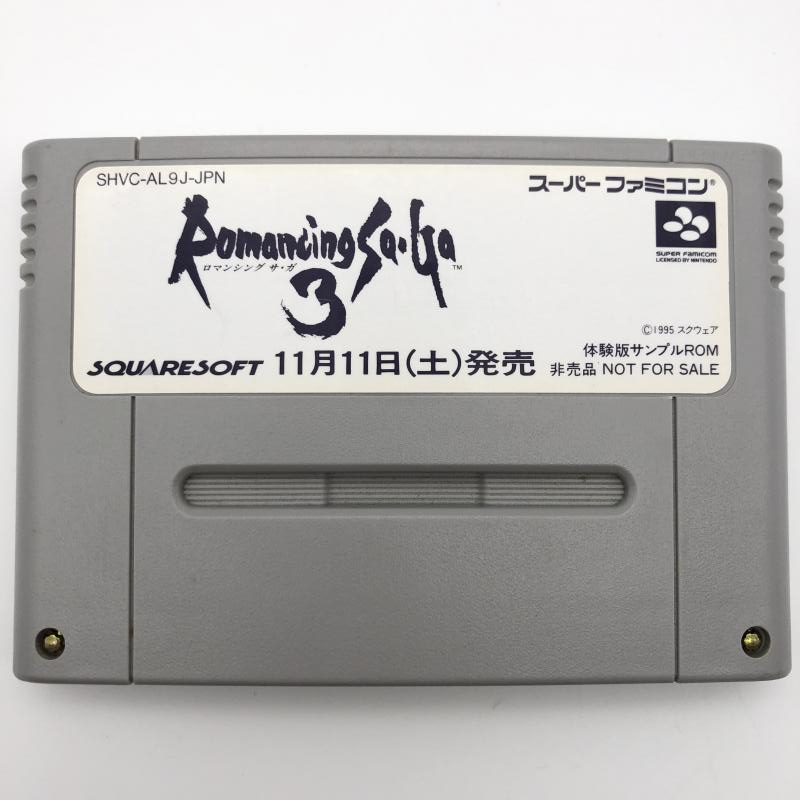 SHVC-AL9J-JPN
スーパーファミコン®
Romancing Sa·Ga™
ロマンシング サ・ガ
3
SUPER FAMICOM
LICENSED BY NINTENDO
©1995 スクウェア
SQUARESOFT 11月11日(土)発売
体験版サンプルROM
非売品 NOT FOR SALE